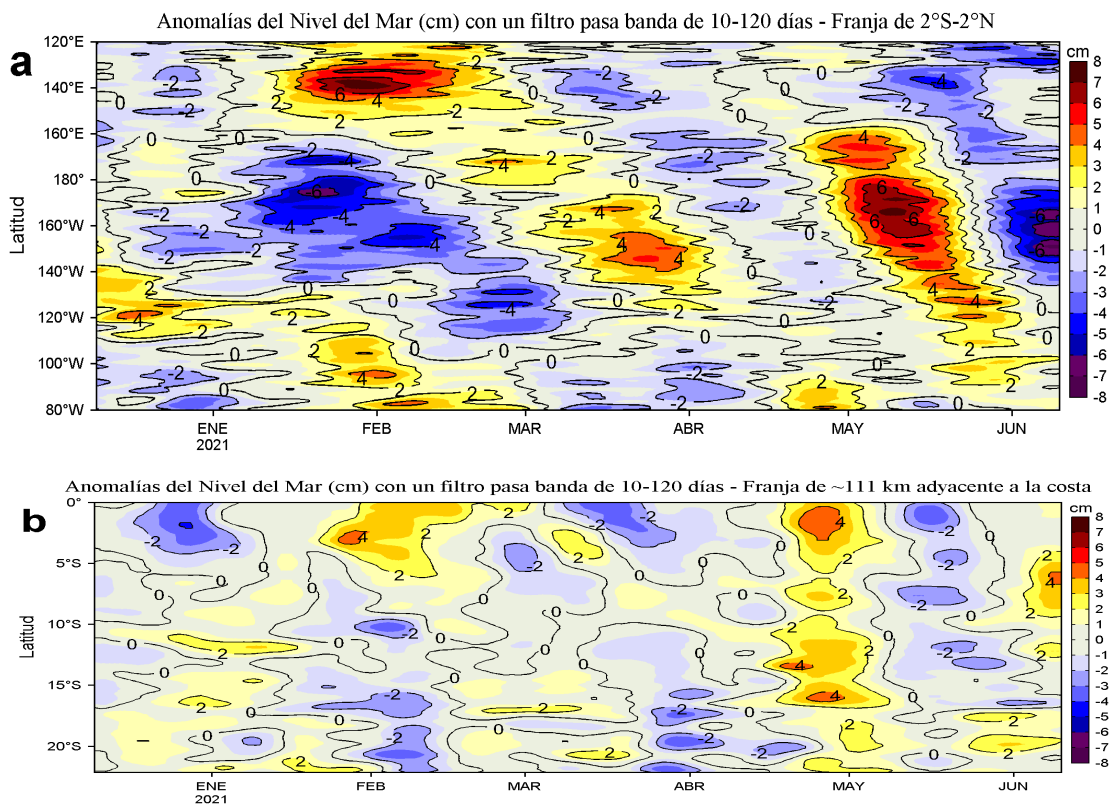 Anomalías del Nivel del Mar (cm) con un filtro pasa banda de 10-120 días - Franja de 2°S-2°N
a
cm
Latitud
120°E
140°E
160°E
180°
160°W
140°W
120°W
100°W
80°W
8
7
6
5
4
3
2
1
0
-1
-2
-3
-4
-5
-6
-7
-8
ENE FEB MAR ABR MAY JUN
2021
Anomalías del Nivel del Mar (cm) con un filtro pasa banda de 10-120 días - Franja de ~111 km adyacente a la costa
b
cm
Latitud
0°
5°S
10°S
15°S
20°S
8
7
6
5
4
3
2
1
0
-1
-2
-3
-4
-5
-6
-7
-8
ENE FEB MAR ABR MAY JUN
2021